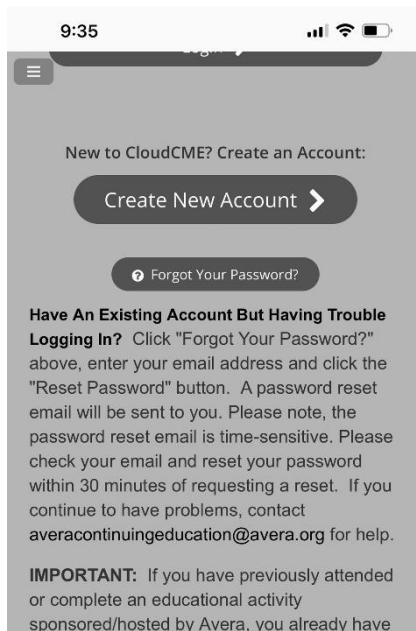 9:35
New to CloudCME? Create an Account:
Create New Account
Forgot Your Password?
Have An Existing Account But Having Trouble
Logging In? Click "Forgot Your Password?"
above, enter your email address and click the
"Reset Password" button. A password reset
email will be sent to you. Please note, the
password reset email is time-sensitive. Please
check your email and reset your password
within 30 minutes of requesting a reset. If you
continue to have problems, contact
averacontinuingeducation@avera.org for help.
IMPORTANT: If you have previously attended
or complete an educational activity
sponsored/hosted by Avera, you already have